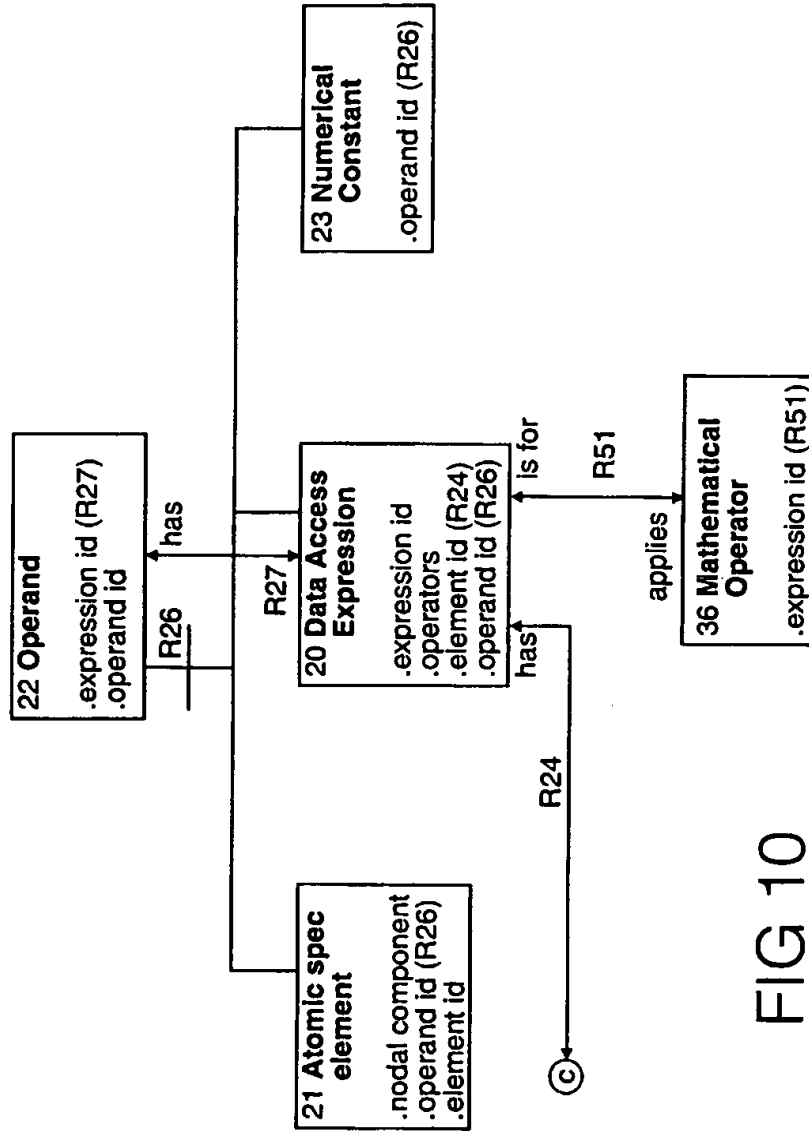 22 Operand
.expression id (R27)
.operand id
R26
has
R27
21 Atomic spec
element
.nodal component
.operand id (R26)
.element id
20 Data Access
Expression
.expression id
.operators
.element id (R24)
.operand id (R26)
23 Numerical
Constant
.operand id (R26)
has
is for
R24
R51
c
applies
36 Mathematical
Operator
.expression id (R51)
FIG 10